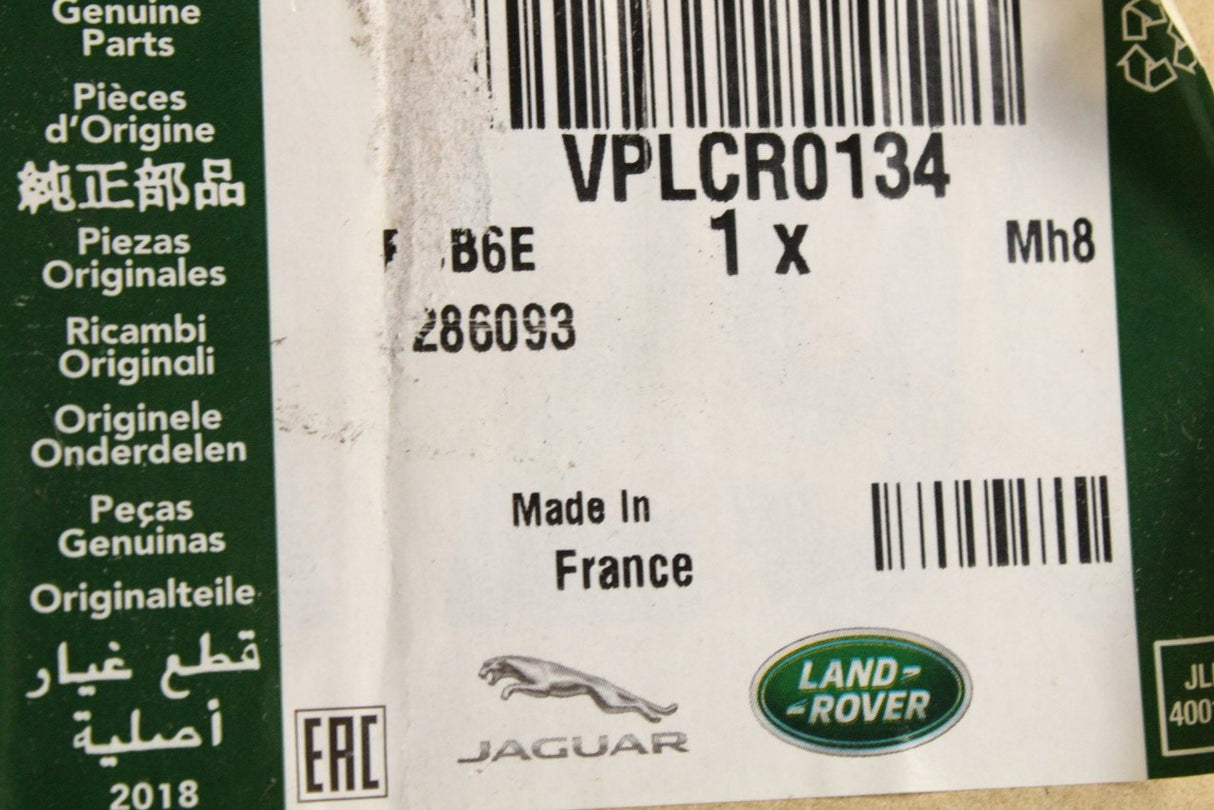 Genuine
Parts
Pièces
d'Origine
純正部品
Piezas
Originales
Ricambi
Originali
Originele
Onderdelen
Peças
Genuinas
Originalteile
قطع غيار
أصلية
2018
VPLCR0134
B6E
1 x
Mh8
286093
Made In
France
EAC
JAGUAR
LAND-
-ROVER